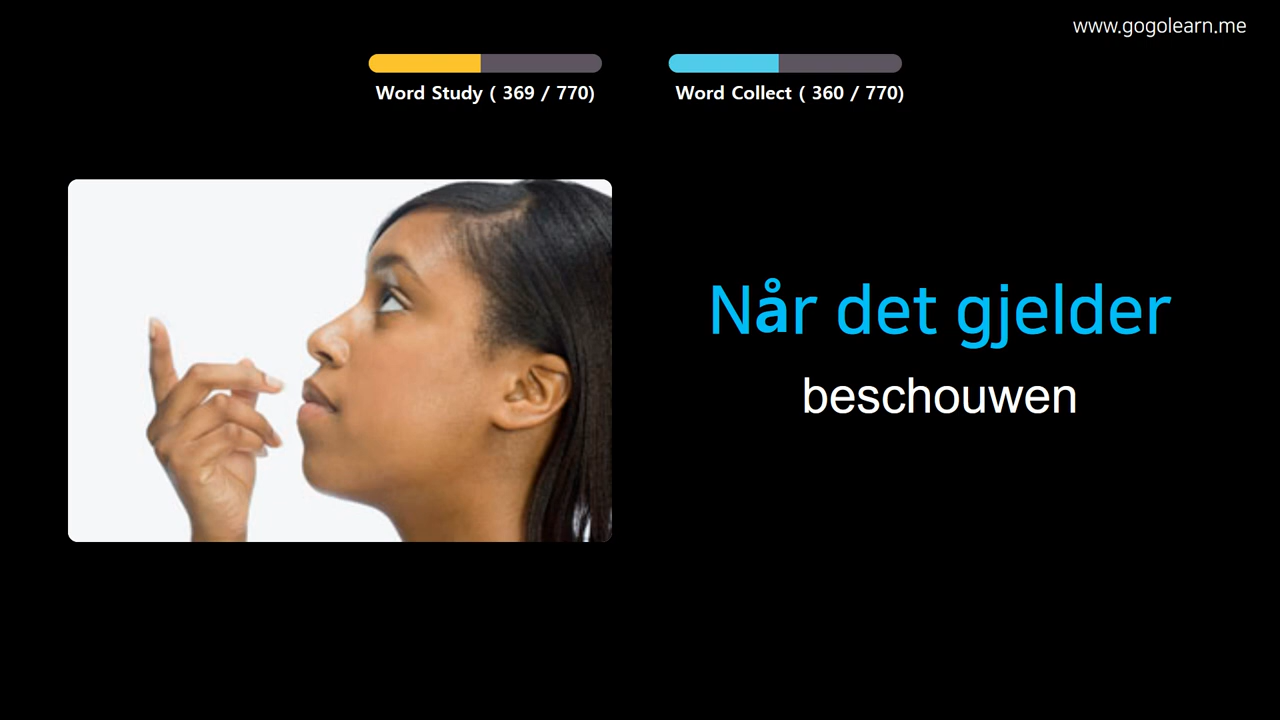 www.gogolearn.me
Word Study ( 369 / 770)
Word Collect ( 360 / 770)
Når det gjelder
beschouwen